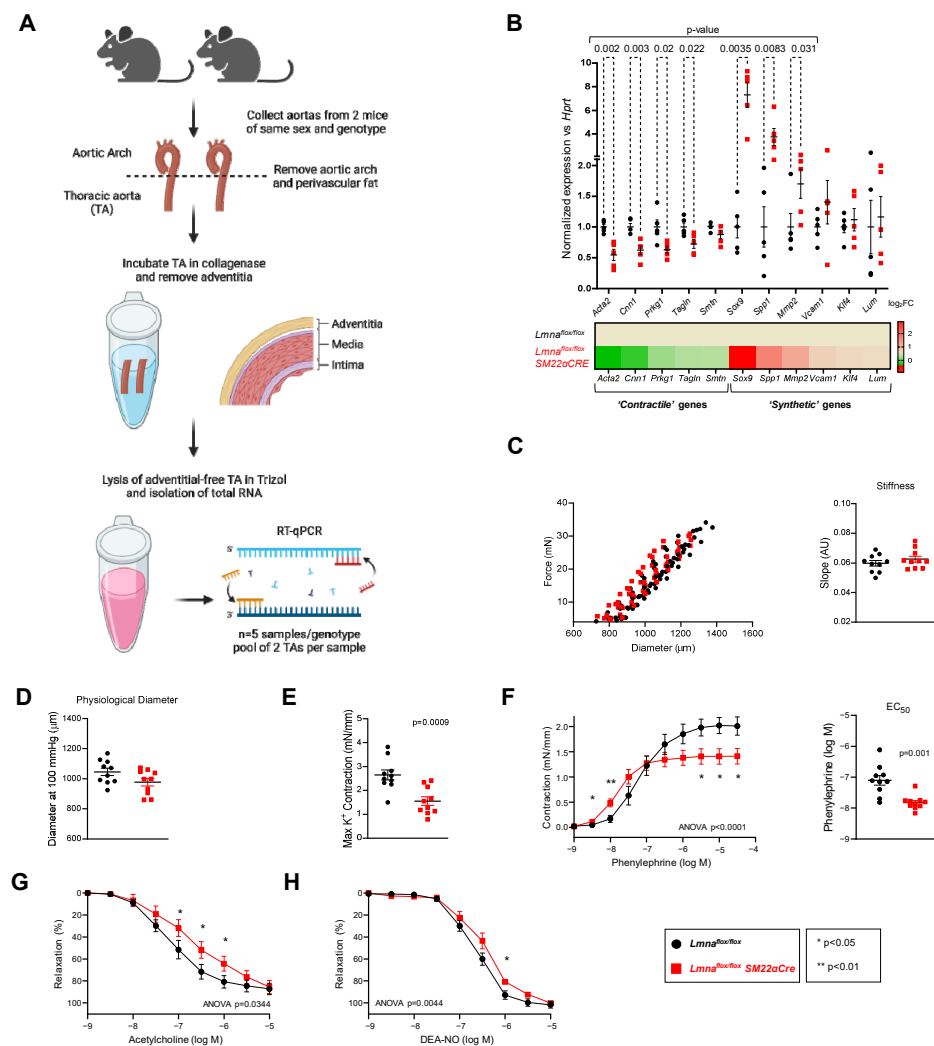 A
Collect aortas from 2 mice
of same sex and genotype
Aortic Arch
Remove aortic arch
and perivascular fat
Thoracic aorta
(TA)
Incubate TA in collagenase
and remove adventitia
Adventitia
Media
Intima
Lysis of adventitial-free TA in Trizol
and isolation of total RNA
RT-qPCR
n=5 samples/genotype
pool of 2 TAs per sample
B
p-value
0.002 0.003 0.02 0.022 0.0035 0.0083 0.031
Normalized expression vs Hprt
10
8
6
4
2
1.5
1.0
0.5
0.0
Acta2 Cnn1 Prkg1 Tagln Smtn Sox9 Spp1 Mmp2 Vcam1 Klf4 Lum
log₂FC
Lmna^flox/flox
Lmna^flox/flox
SM22αCRE
2
1
0
Acta2 Cnn1 Prkg1 Tagln Smtn Sox9 Spp1 Mmp2 Vcam1 Klf4 Lum
'Contractile' genes 'Synthetic' genes
C
Force (mN)
40
30
20
10
600 800 1000 1200 1400 1600
Diameter (μm)
Stiffness
Slope (AU)
0.10
0.08
0.06
0.04
0.02
D
Physiological Diameter
Diameter at 100 mmHg (μm)
1400
1200
1000
800
600
E
p=0.0009
Max K⁺ Contraction (mN/mm)
5
4
3
2
1
0
F
Contraction (mN/mm)
2.0
1.5
1.0
0.5
0.0
* ** * * *
ANOVA p<0.0001
−9 −8 −7 −6 −5 −4
Phenylephrine (log M)
EC₅₀
p=0.001
Phenylephrine (log M)
−5
−6
−7
−8
−9
G
Relaxation (%)
0
20
40
60
80
100
* * *
ANOVA p=0.0344
−9 −8 −7 −6 −5
Acetylcholine (log M)
H
Relaxation (%)
0
20
40
60
80
100
*
ANOVA p=0.0044
−9 −8 −7 −6 −5
DEA-NO (log M)
Lmna^flox/flox
Lmna^flox/flox SM22αCre
* p<0.05
** p<0.01